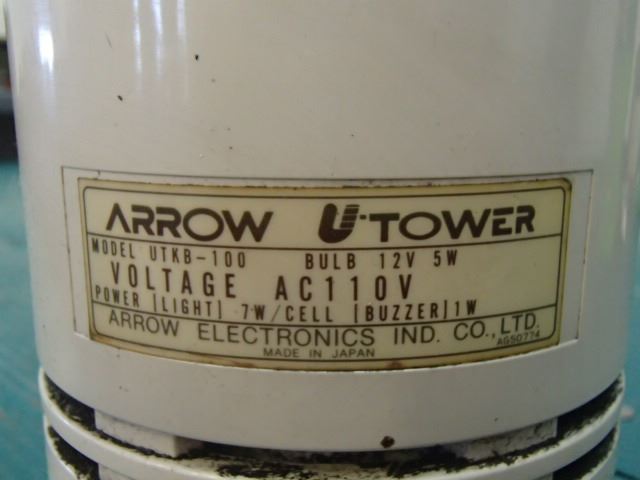 ARROW U-TOWER
MODEL UTKB-100 BULB 12V 5W
VOLTAGE AC110V
POWER [LIGHT] 7W/CELL [BUZZER] 1W
ARROW ELECTRONICS IND. CO., LTD.
MADE IN JAPAN AG50774